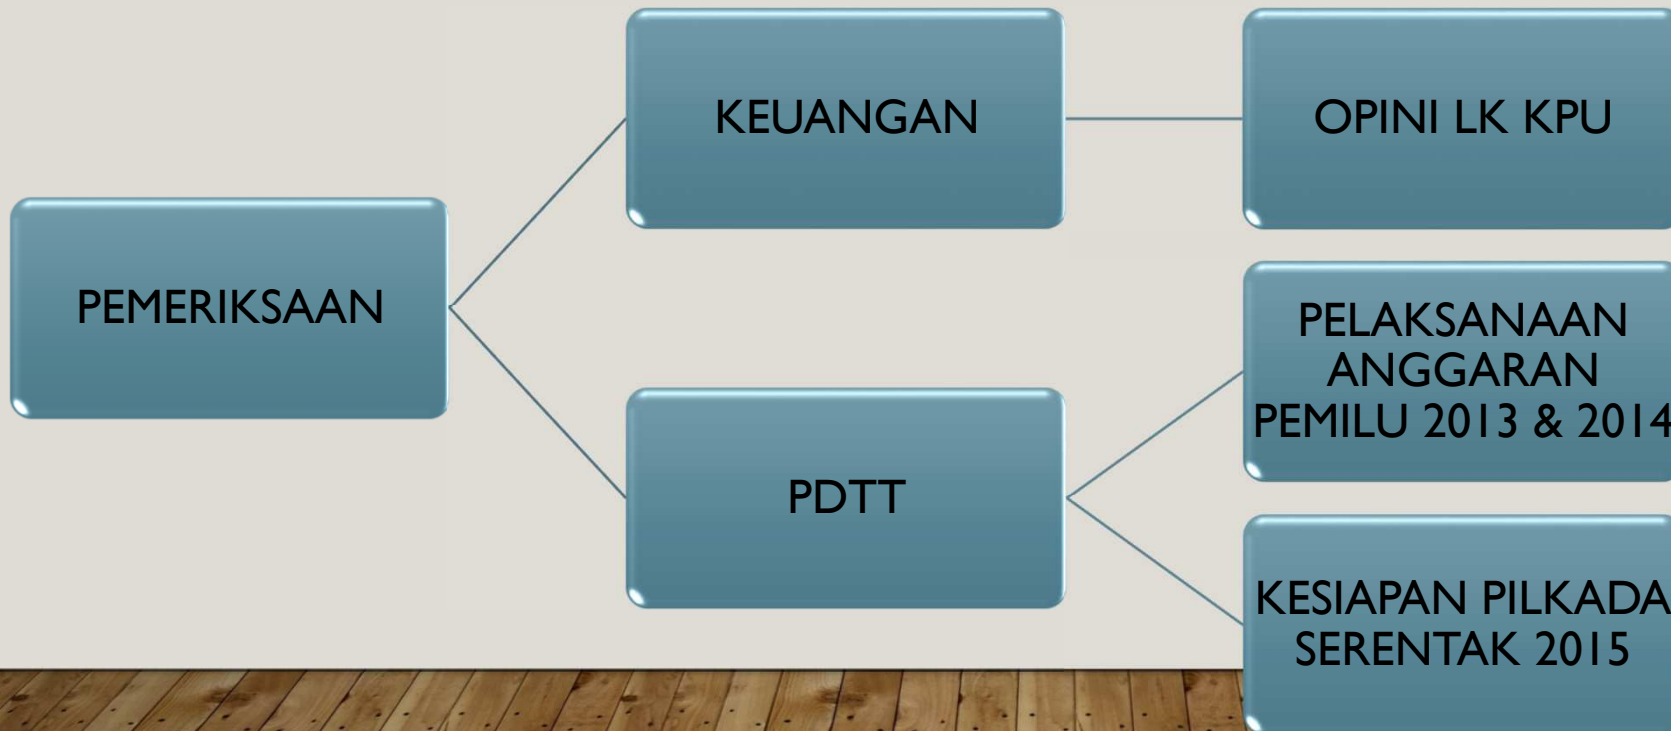 PEMERIKSAAN
KEUANGAN
OPINI LK KPU
PDTT
PELAKSANAAN
ANGGARAN
PEMILU 2013 & 2014
KESIAPAN PILKADA
SERENTAK 2015